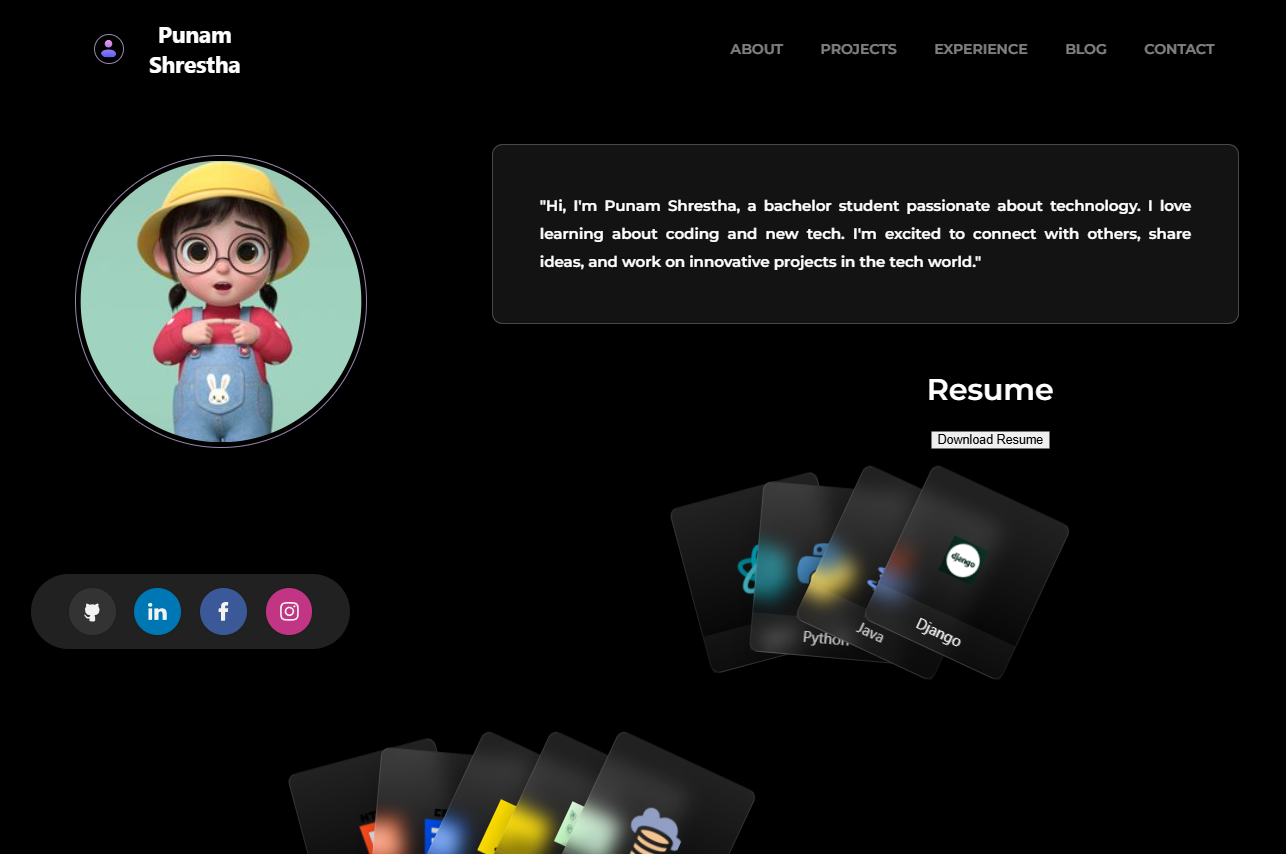 Punam
Shrestha
ABOUT PROJECTS EXPERIENCE BLOG CONTACT
"Hi, I'm Punam Shrestha, a bachelor student passionate about technology. I love
learning about coding and new tech. I'm excited to connect with others, share
ideas, and work on innovative projects in the tech world."
Resume
Download Resume
django
Python
Java
Django
in
f